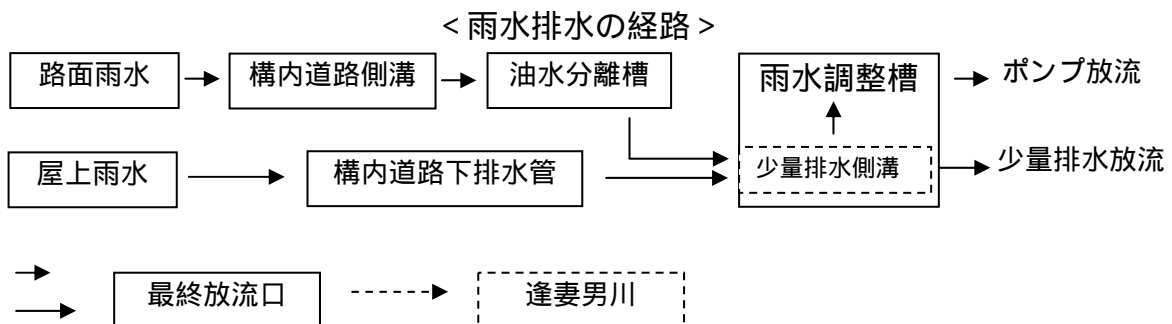 <雨水排水の経路>
路面雨水 構内道路側溝 油水分離槽 雨水調整槽 ポンプ放流
屋上雨水 構内道路下排水管 少量排水側溝 少量排水放流
最終放流口 逢妻男川